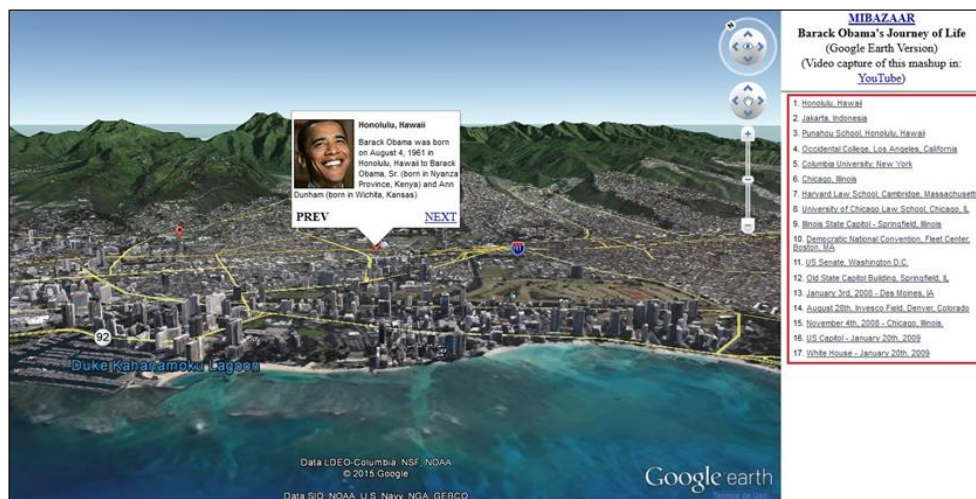 MIBAZAAR
Barack Obama's Journey of Life
(Google Earth Version)
(Video capture of this mashup in:
YouTube)
1. Honolulu, Hawaii
2. Jakarta, Indonesia
3. Punahou School, Honolulu, Hawaii
4. Occidental College, Los Angeles, California
5. Columbia University, New York
6. Chicago, Illinois
7. Harvard Law School, Cambridge, Massachusett
8. University of Chicago Law School, Chicago, IL
9. Illinois State Capitol - Springfield, Illinois
10. Democratic National Convention, Fleet Center,
Boston, MA
11. US Senate, Washington D.C.
12. Old State Capitol Building, Springfield, IL
13. January 3rd, 2008 - Des Moines, IA
14. August 28th, Invesco Field, Denver, Colorado
15. November 4th, 2008 - Chicago, Illinois.
16. US Capitol - January 20th, 2009
17. White House - January 20th, 2009
N
Honolulu, Hawaii
Barack Obama was born
on August 4, 1961 in
Honolulu, Hawaii to Barack
Obama, Sr. (born in Nyanza
Province, Kenya) and Ann
Dunham (born in Wichita, Kansas)
PREV NEXT
H1
92
Duke Kahanamoku Lagoon
Data LDEO-Columbia, NSF, NOAA
© 2015 Google
Data SIO, NOAA, U.S. Navy, NGA, GEBCO
Google earth
Termos de Uso